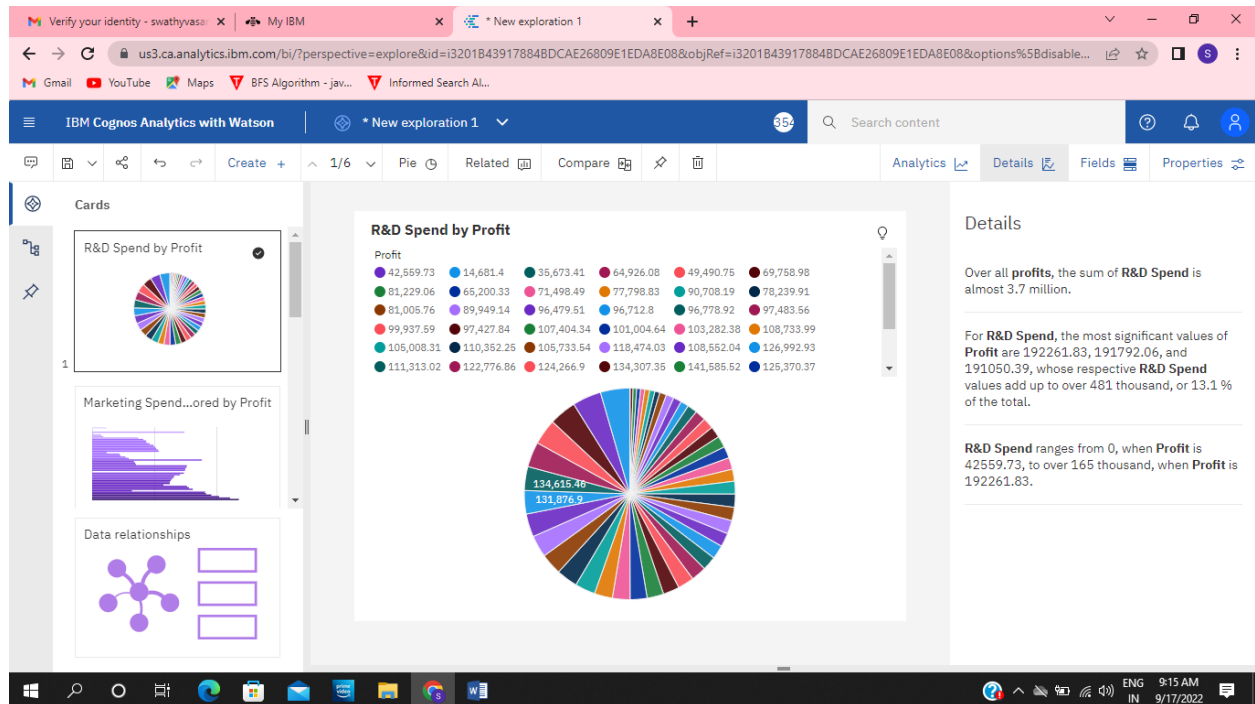 Verify your identity - swathyvasar
My IBM
* New exploration 1
us3.ca.analytics.ibm.com/bi/?perspective=explore&id=i3201B43917884BDCAE26809E1EDA8E08&objRef=i3201B43917884BDCAE26809E1EDA8E08&options%5Bdisable...
S
Gmail YouTube Maps BFS Algorithm - jav... Informed Search Al...
IBM Cognos Analytics with Watson
* New exploration 1
354
Search content
Create + 1/6 Pie Related Compare
Analytics Details Fields Properties
Cards
R&D Spend by Profit
1
Marketing Spend...ored by Profit
Data relationships
R&D Spend by Profit
Profit
42,559.73 14,681.4 35,673.41 64,926.08 49,490.75 69,758.98
81,229.06 65,200.33 71,498.49 77,798.83 90,708.19 78,239.91
81,005.76 89,949.14 96,479.51 96,712.8 96,778.92 97,483.56
99,937.59 97,427.84 107,404.34 101,004.64 103,282.38 108,733.99
105,008.31 110,352.25 105,733.54 118,474.03 108,552.04 126,992.93
111,313.02 122,776.86 124,266.9 134,307.35 141,585.52 125,370.37
134,615.46
131,876.9
Details
Over all profits, the sum of R&D Spend is
almost 3.7 million.
For R&D Spend, the most significant values of
Profit are 192261.83, 191792.06, and
191050.39, whose respective R&D Spend
values add up to over 481 thousand, or 13.1 %
of the total.
R&D Spend ranges from 0, when Profit is
42559.73, to over 165 thousand, when Profit is
192261.83.
prime video
ENG
IN
9:15 AM
9/17/2022